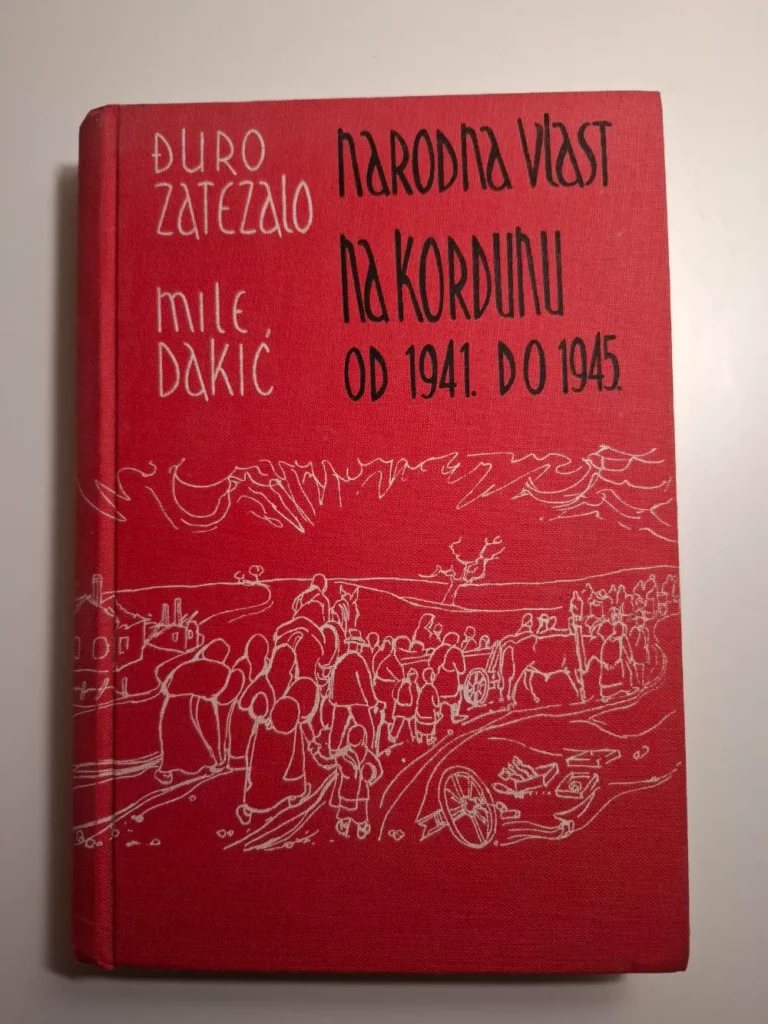 ĐURO
ZATEZALO
MILE
DAKIĆ
NARODNA VLAST
NA KORDUNU
OD 1941. DO 1945.